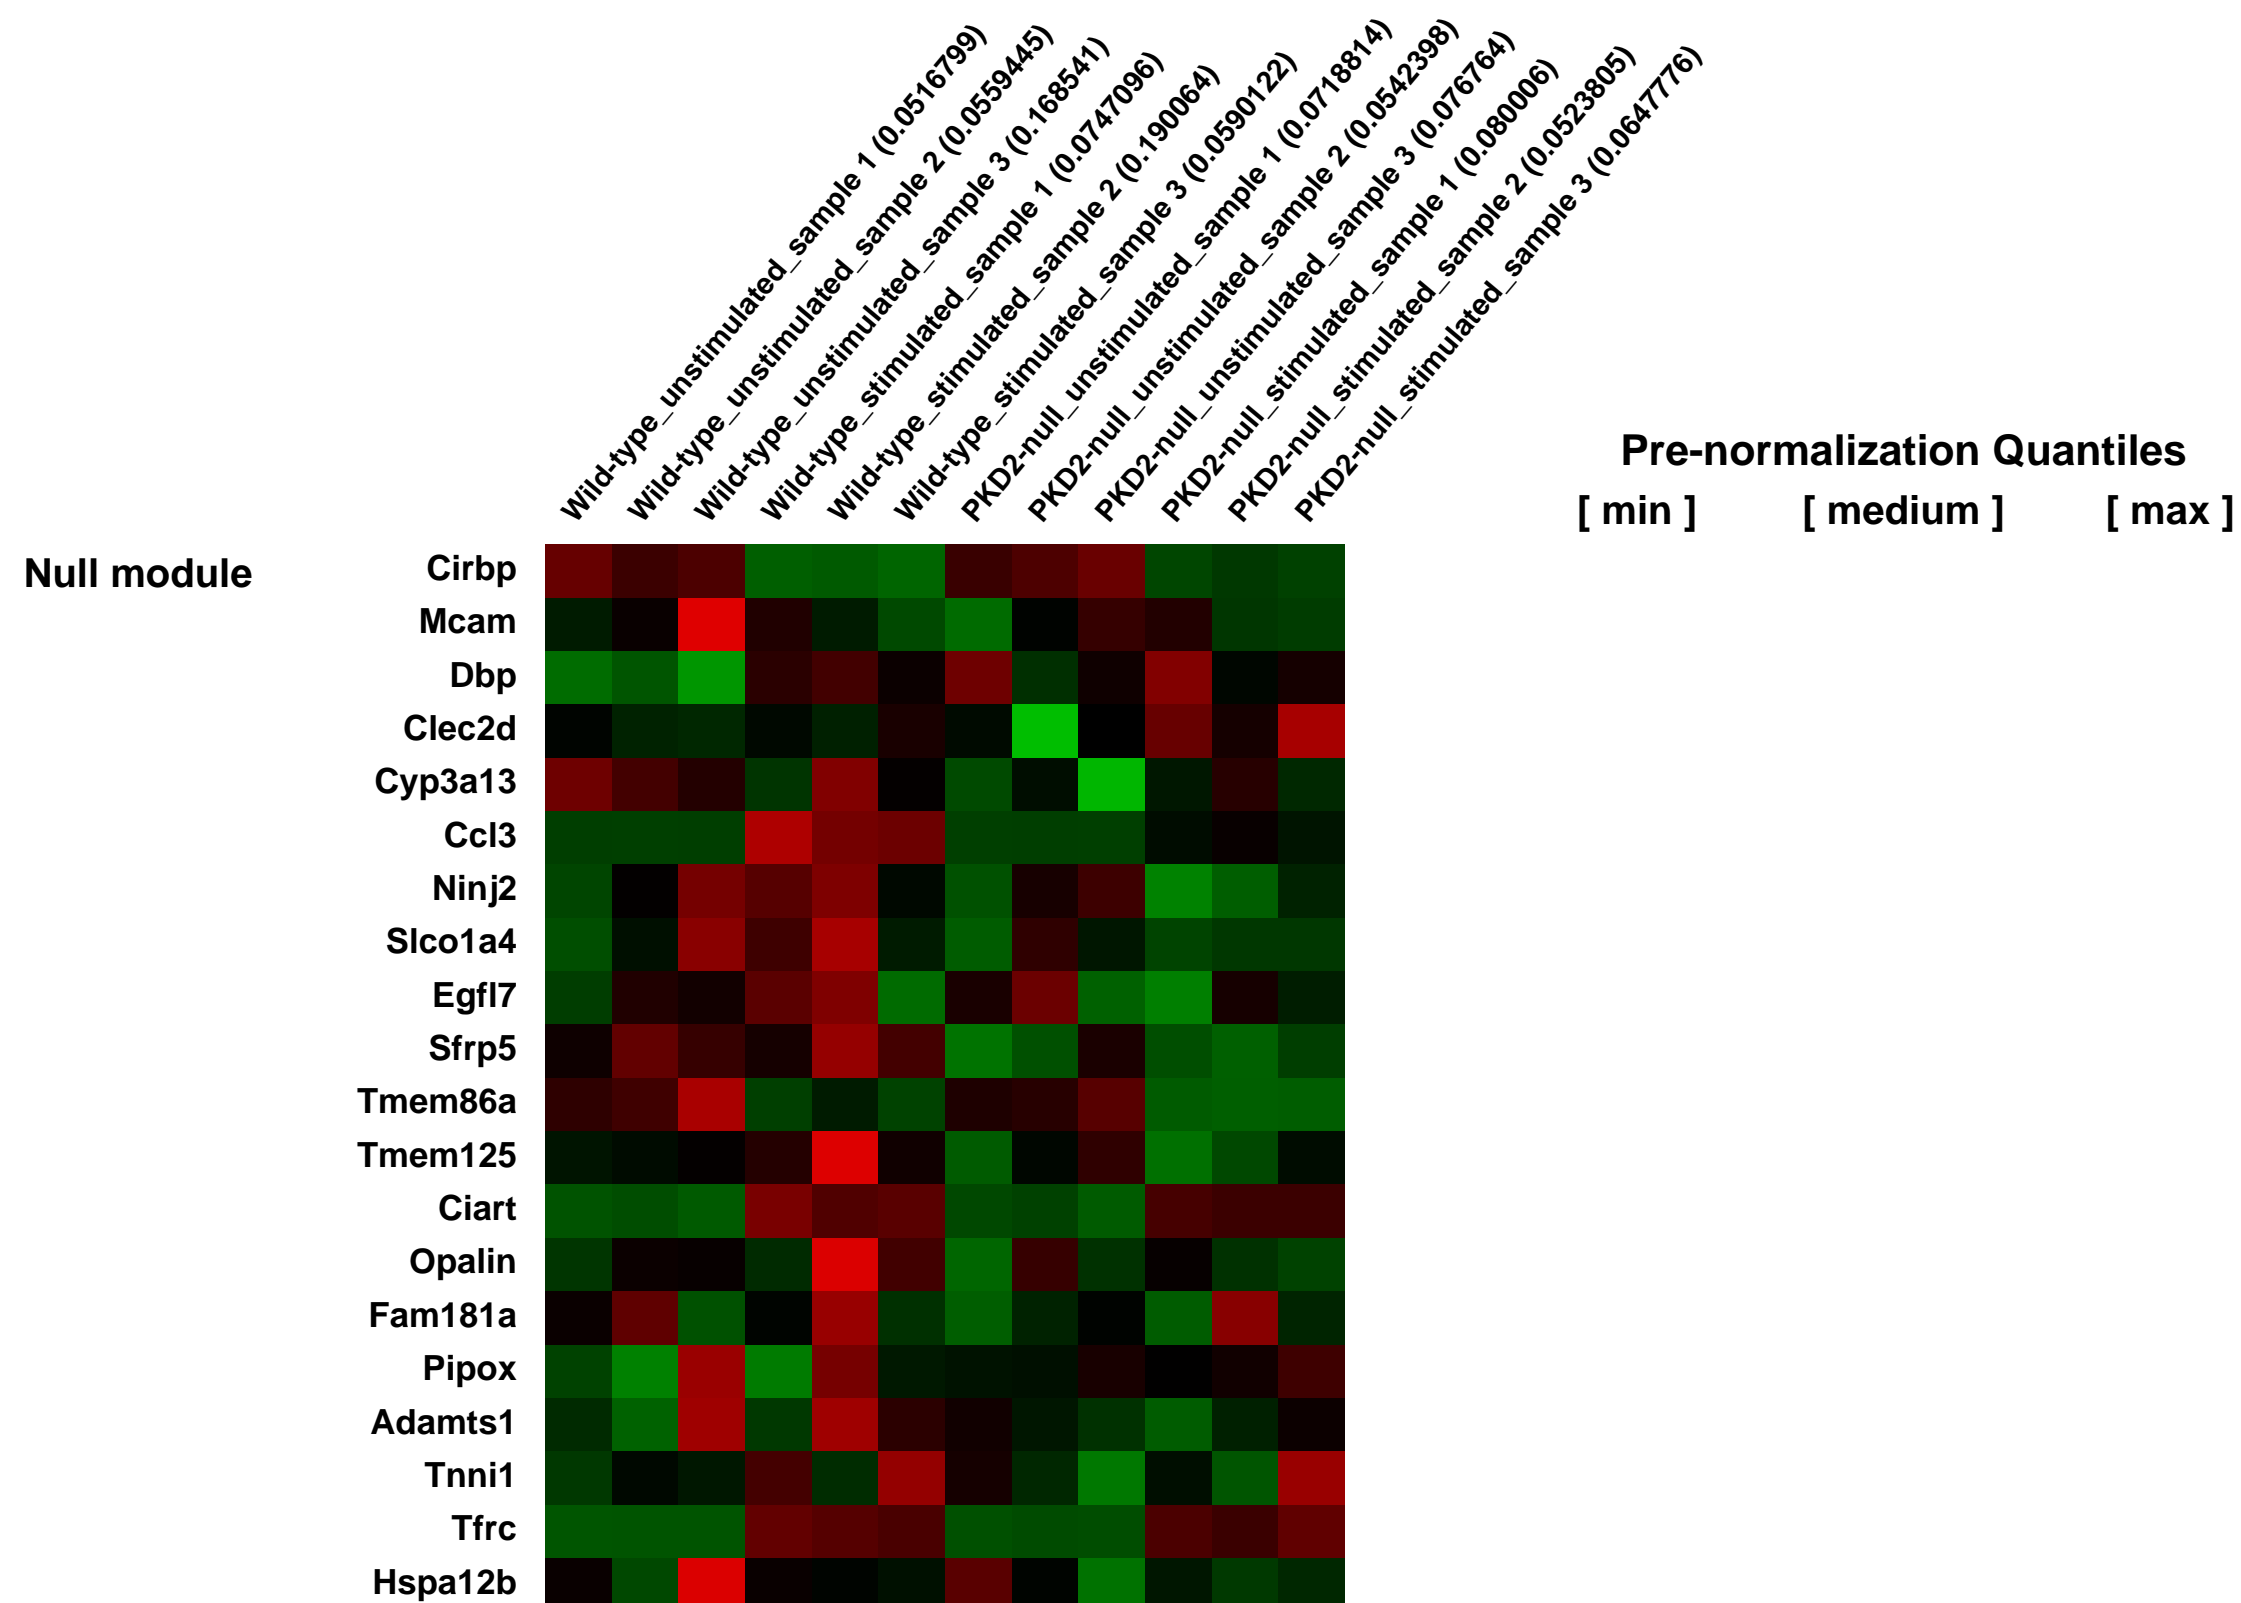 Wild-type_unstimulated_sample 1 (0.0516799)
Wild-type_unstimulated_sample 2 (0.0559445)
Wild-type_unstimulated_sample 3 (0.168541)
Wild-type_stimulated_sample 1 (0.0747096)
Wild-type_stimulated_sample 2 (0.190064)
Wild-type_stimulated_sample 3 (0.0590122)
PKD2-null_unstimulated_sample 1 (0.0718814)
PKD2-null_unstimulated_sample 2 (0.0542398)
PKD2-null_unstimulated_sample 3 (0.076764)
PKD2-null_stimulated_sample 1 (0.080006)
PKD2-null_stimulated_sample 2 (0.0523805)
PKD2-null_stimulated_sample 3 (0.0647776)
Pre-normalization Quantiles
[ min ] [ medium ] [ max ]
Null module
Cirbp
Mcam
Dbp
Clec2d
Cyp3a13
Ccl3
Ninj2
Slco1a4
Egfl7
Sfrp5
Tmem86a
Tmem125
Ciart
Opalin
Fam181a
Pipox
Adamts1
Tnni1
Tfrc
Hspa12b